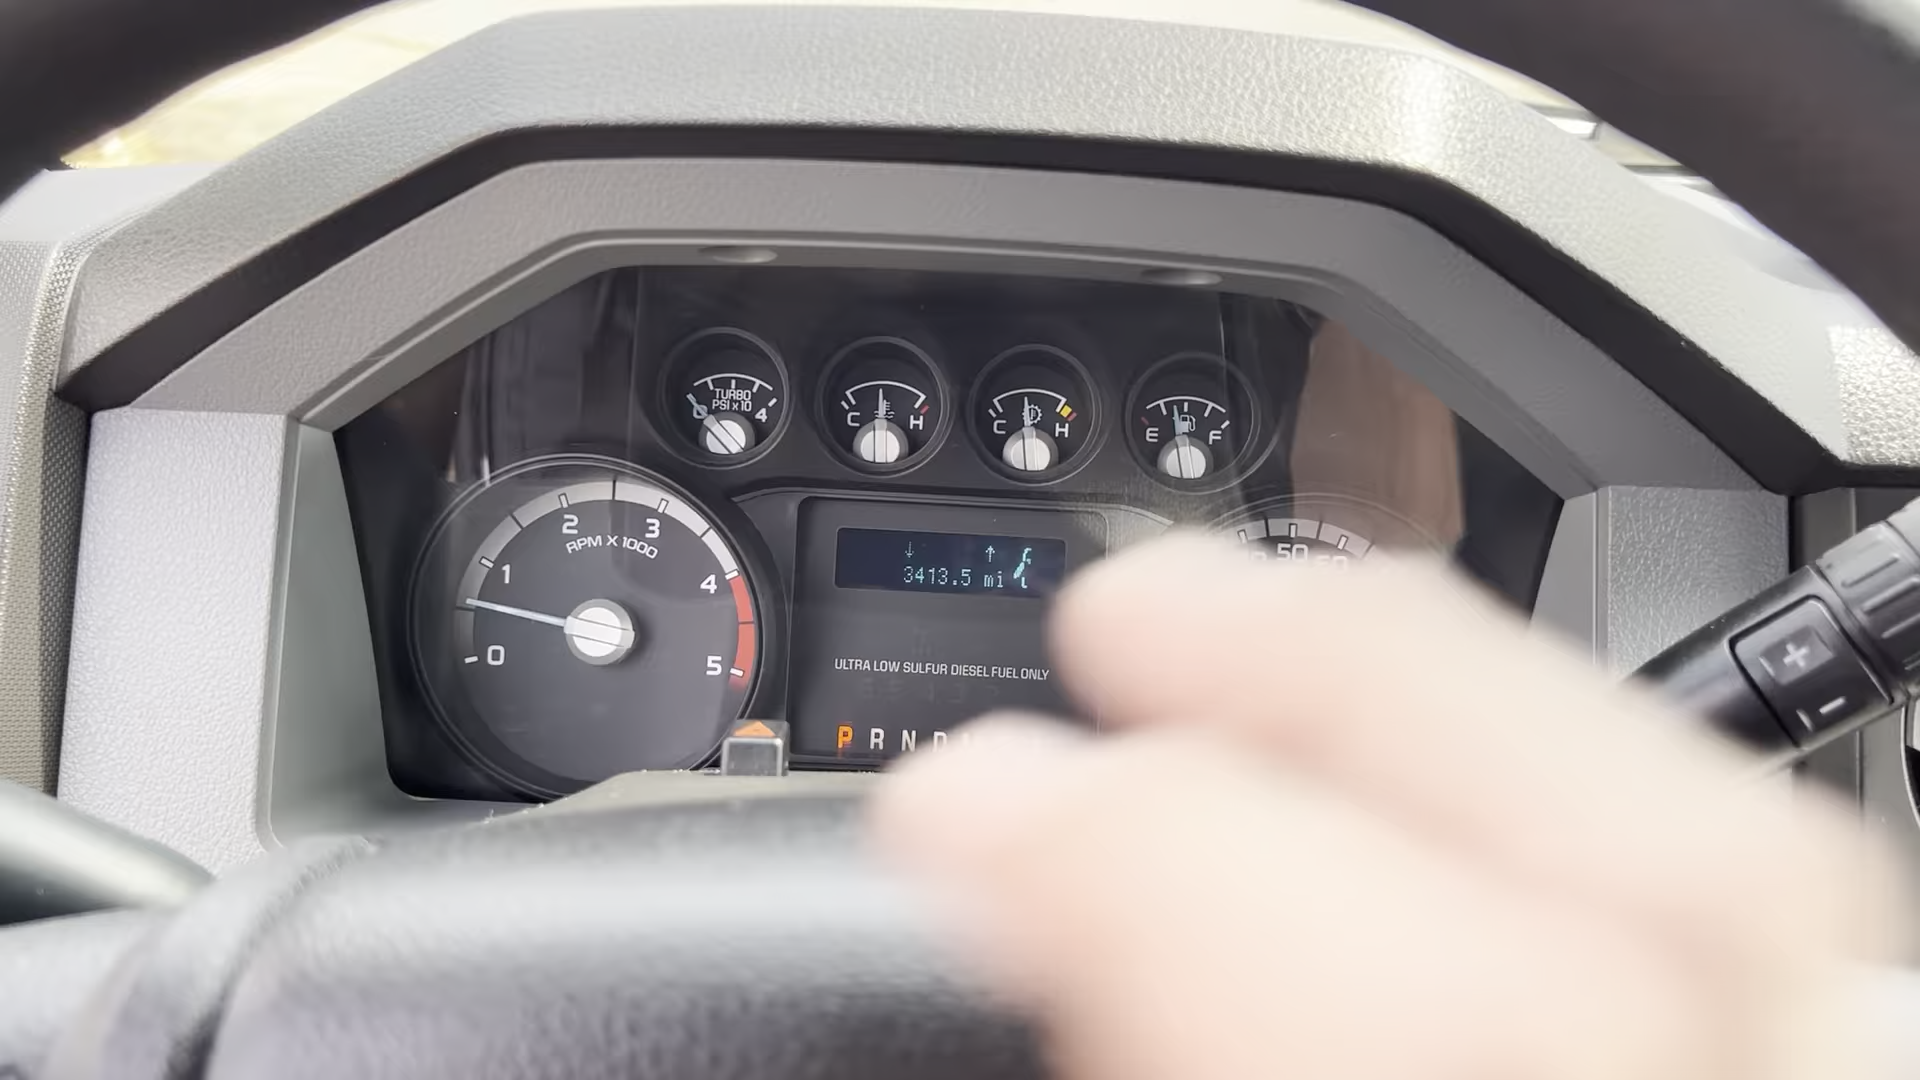 TURBO
PSI x 10
0 4
C H
C H
E F
0 1 2 3 4 5
RPM X 1000
50 60
↓ ↑
3413.5 mi
ULTRA LOW SULFUR DIESEL FUEL ONLY
P R N D
+
-